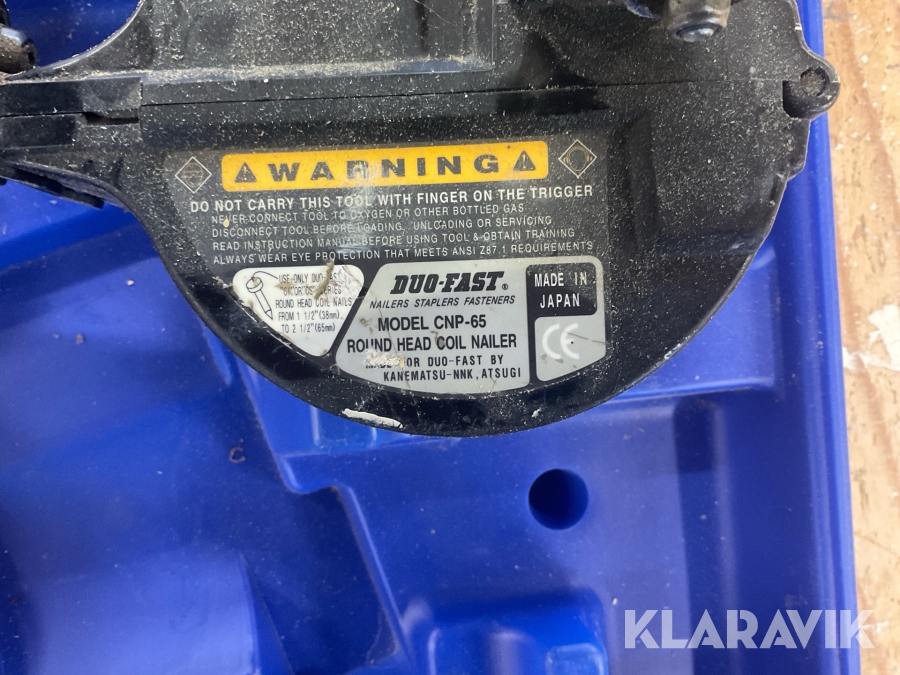 WARNING
DO NOT CARRY THIS TOOL WITH FINGER ON THE TRIGGER
NEVER CONNECT TOOL TO OXYGEN OR OTHER BOTTLED GAS
DISCONNECT TOOL BEFORE LOADING, UNLOADING OR SERVICING
READ INSTRUCTION MANUAL BEFORE USING TOOL & OBTAIN TRAINING
ALWAYS WEAR EYE PROTECTION THAT MEETS ANSI Z87.1 REQUIREMENTS
USE ONLY DUO-FAST
ROUND HEAD COIL NAILS
FROM 1 1/2"(38mm)
TO 2 1/2"(65mm)
DUO-FAST®
NAILERS STAPLERS FASTENERS
MODEL CNP-65
ROUND HEAD COIL NAILER
MADE FOR DUO-FAST BY
KANEMATSU-NNK, ATSUGI
MADE IN
JAPAN
CE
KLARAVIK